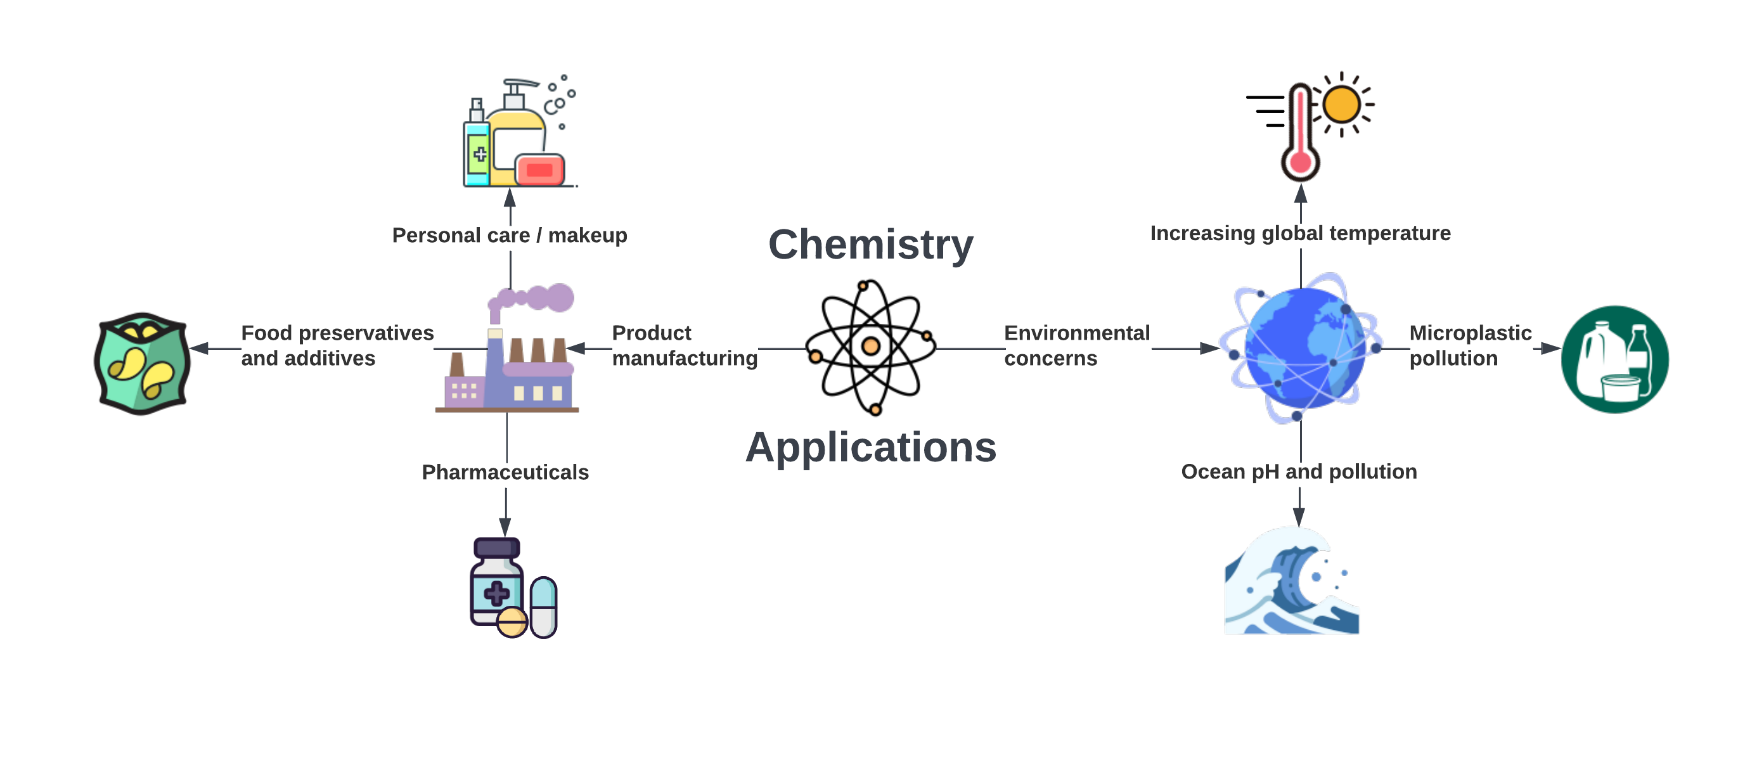 Personal care / makeup
Increasing global temperature
Chemistry
Food preservatives
and additives
Product
manufacturing
Environmental
concerns
Microplastic
pollution
Applications
Pharmaceuticals
Ocean pH and pollution